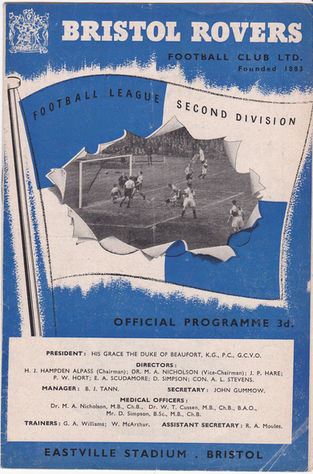 BRISTOL ROVERS
FOOTBALL CLUB LTD.
Founded 1883
FOOTBALL LEAGUE SECOND DIVISION
OFFICIAL PROGRAMME 3d.
PRESIDENT: HIS GRACE THE DUKE OF BEAUFORT, K.G., P.C., G.C.V.O.
DIRECTORS:
H. J. HAMPDEN ALPASS (Chairman); DR. M. A. NICHOLSON (Vice-Chairman); J. P. HARE;
P. W. HORT; E. A. SCUDAMORE; D. SIMPSON; CON. A. L. STEVENS.
MANAGER: B. J. TANN. SECRETARY: JOHN GUMMOW.
MEDICAL OFFICERS:
Dr. M. A. Nicholson, M.B., Ch.B., Dr. W. T. Cussen, M.B., Ch.B., B.A.O.,
Mr. D. Simpson, B.Sc., M.B., Ch.B.
TRAINERS: G. A. Williams; W. McArthur. ASSISTANT SECRETARY: R. A. Moules.
EASTVILLE STADIUM . BRISTOL